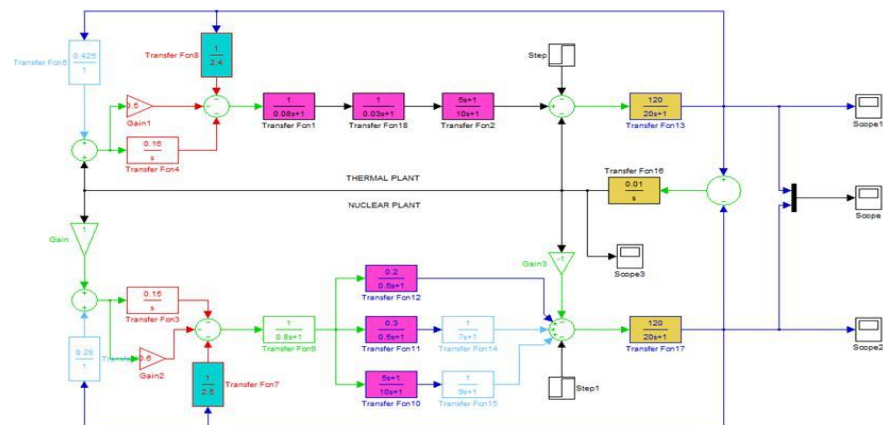 Transfer Fcn5
0.425
1
Transfer Fcn8
1
2.4
Gain1
0.5
0.16
s
Transfer Fcn4
1
0.08s+1
Transfer Fcn1
1
0.03s+1
Transfer Fcn18
5s+1
10s+1
Transfer Fcn2
Step
120
20s+1
Transfer Fcn13
Scope1
THERMAL PLANT
Transfer Fcn16
0.01
s
Scope
NUCLEAR PLANT
Scope3
Gain
1
Gain3
-1
0.15
s
Transfer Fcn3
0.28
1
0.6
Gain2
1
2.5
Transfer Fcn7
1
0.8s+1
Transfer Fcn9
0.2
0.5s+1
Transfer Fcn12
0.3
0.5s+1
Transfer Fcn11
1
7s+1
Transfer Fcn14
5s+1
10s+1
Transfer Fcn10
1
9s+1
Transfer Fcn15
Step1
120
20s+1
Transfer Fcn17
Scope2